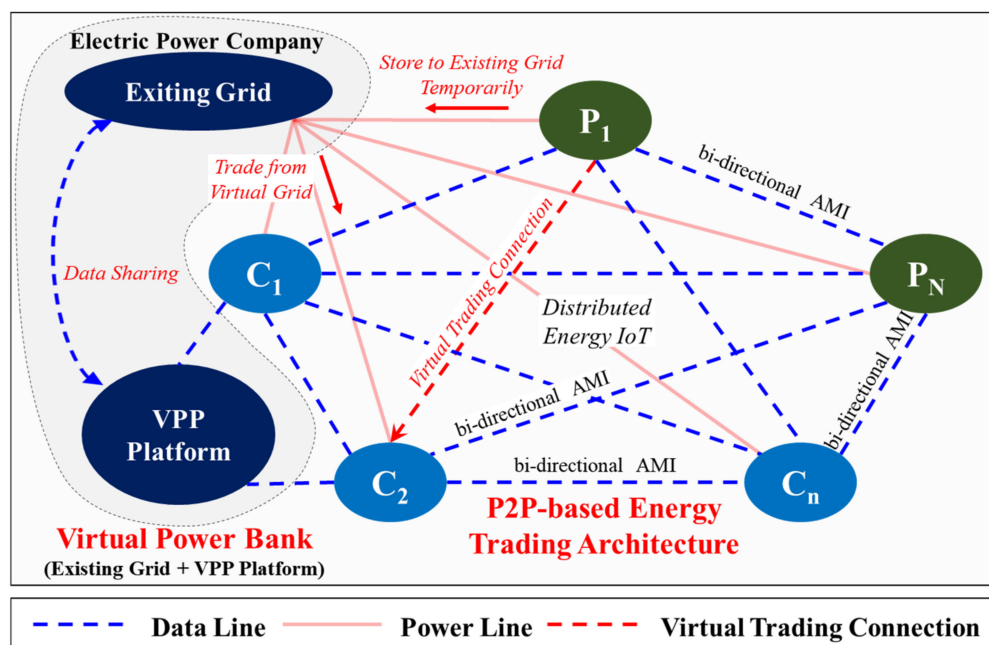 Electric Power Company
Exiting Grid
Store to Existing Grid
Temporarily
P1
bi-directional AMI
Trade from
Virtual Grid
Virtual Trading Connection
C1
PN
Data Sharing
Distributed
Energy IoT
bi-directional AMI
bi-directional AMI
VPP
Platform
bi-directional AMI
C2
Cn
P2P-based Energy
Trading Architecture
Virtual Power Bank
(Existing Grid + VPP Platform)
Data Line
Power Line
Virtual Trading Connection